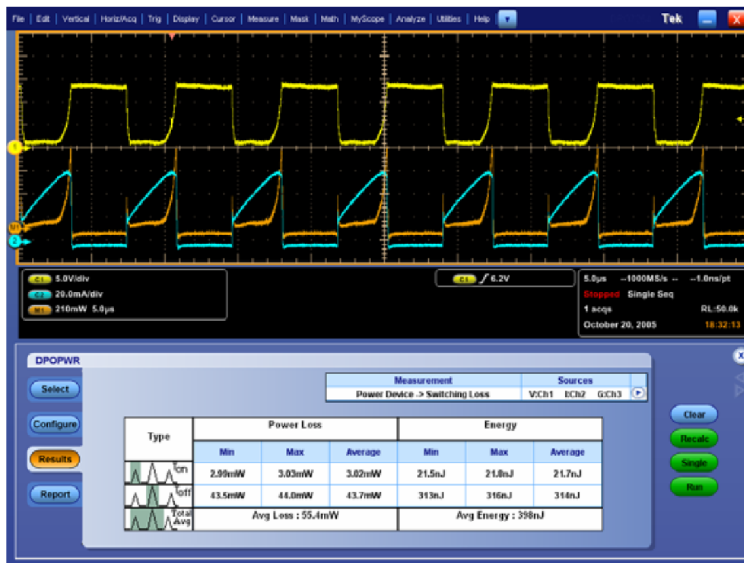 File | Edit | Vertical | Horiz/Acq | Trig | Display | Cursor | Measure | Mask | Math | MyScope | Analyze | Utilities | Help
Tek
X
1
M1
2
C1 5.0V/div
C2 20.0mA/div
M1 210mW 5.0µs
C1 / 6.2V
5.0µs --1000MS/s -- --1.0ns/pt
Stopped Single Seq
1 acqs RL:50.0k
October 20, 2005 18:32:13
DPOPWR
X
Select
Configure
Results
Report
Measurement Sources
Power Device -> Switching Loss V:Ch1 I:Ch2 G:Ch3
Type Power Loss Energy
Min Max Average Min Max Average
Ton 2.99mW 3.03mW 3.02mW 21.5nJ 21.8nJ 21.7nJ
Toff 43.5mW 44.0mW 43.7mW 313nJ 316nJ 314nJ
Total Avg Avg Loss : 55.4mW Avg Energy : 398nJ
Clear
Recalc
Single
Run